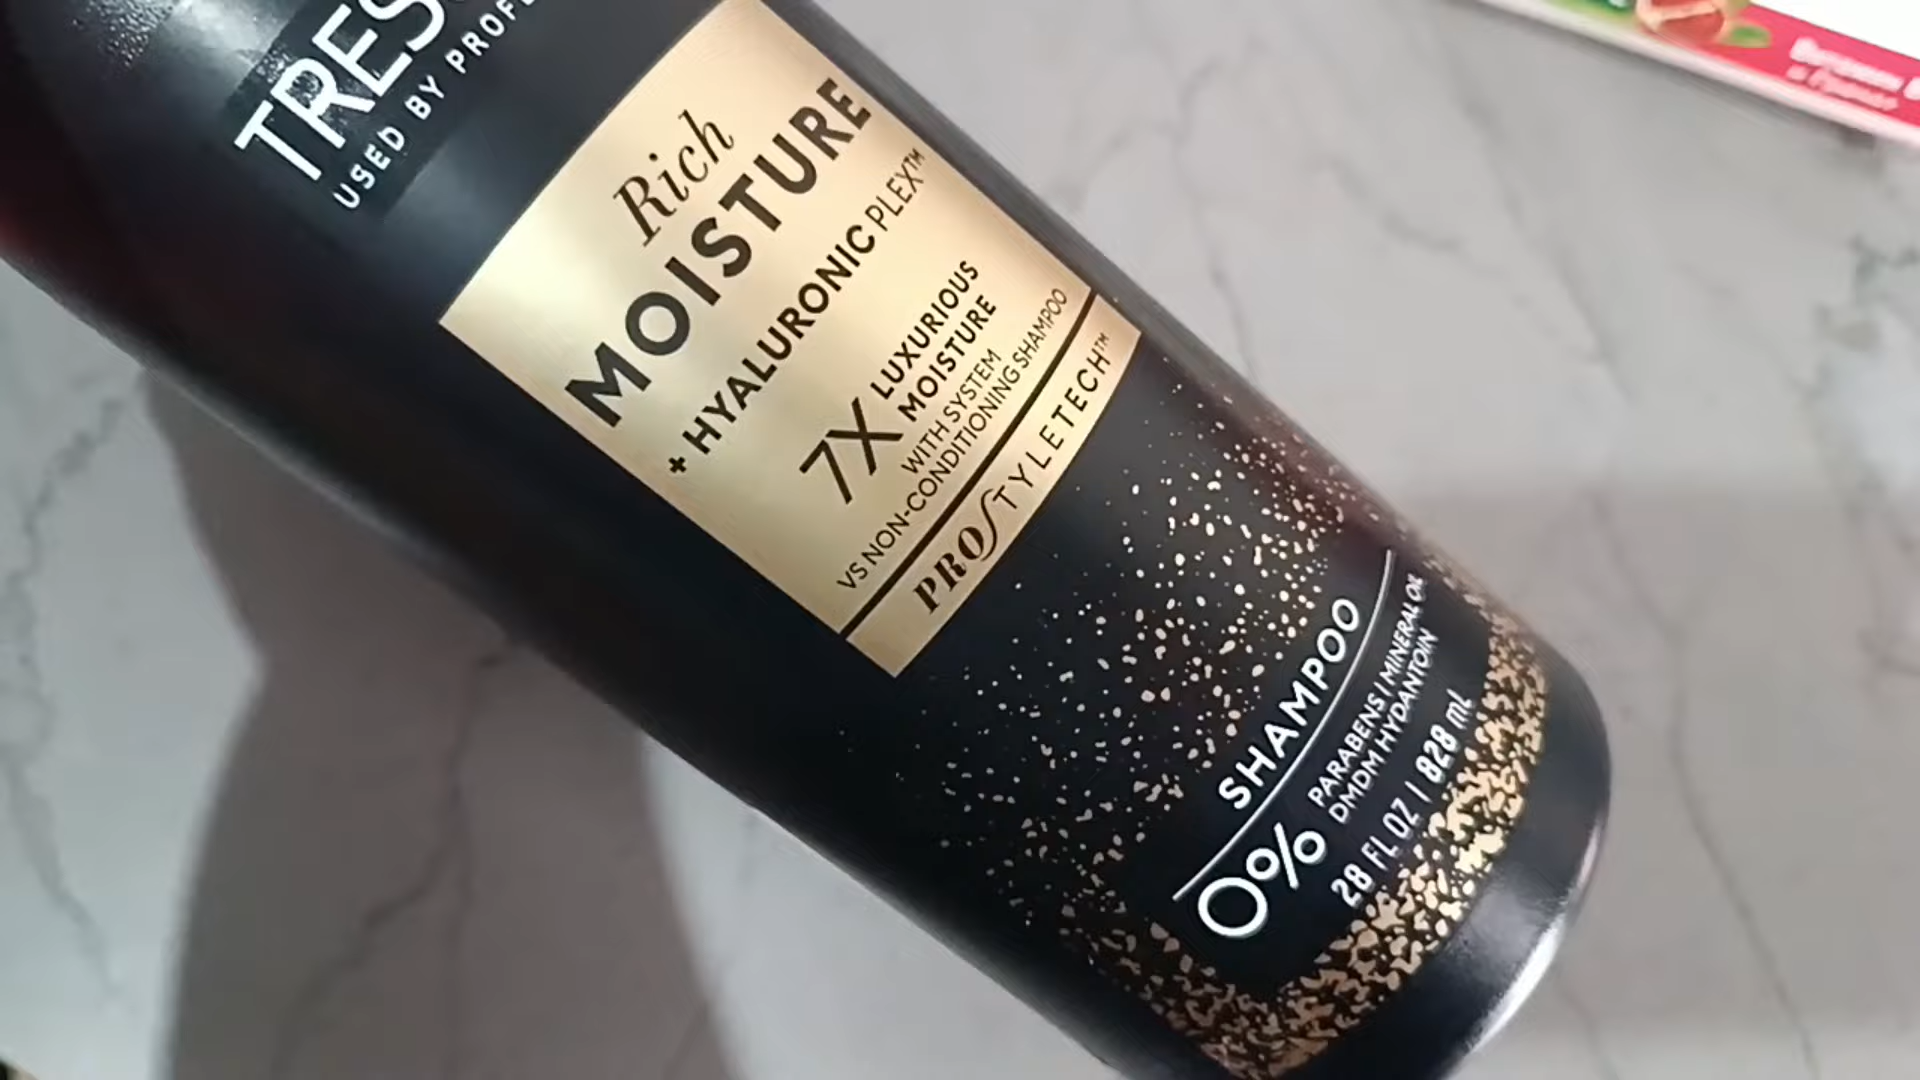 TRES
USED BY PROFE
Rich
MOISTURE
+ HYALURONIC PLEX™
7X LUXURIOUS
MOISTURE
WITH SYSTEM
VS NON-CONDITIONING SHAMPOO
PRO STYLETECH™
SHAMPOO
0% PARABENS | MINERAL OIL
DMDM HYDANTOIN
28 FL OZ | 828 mL